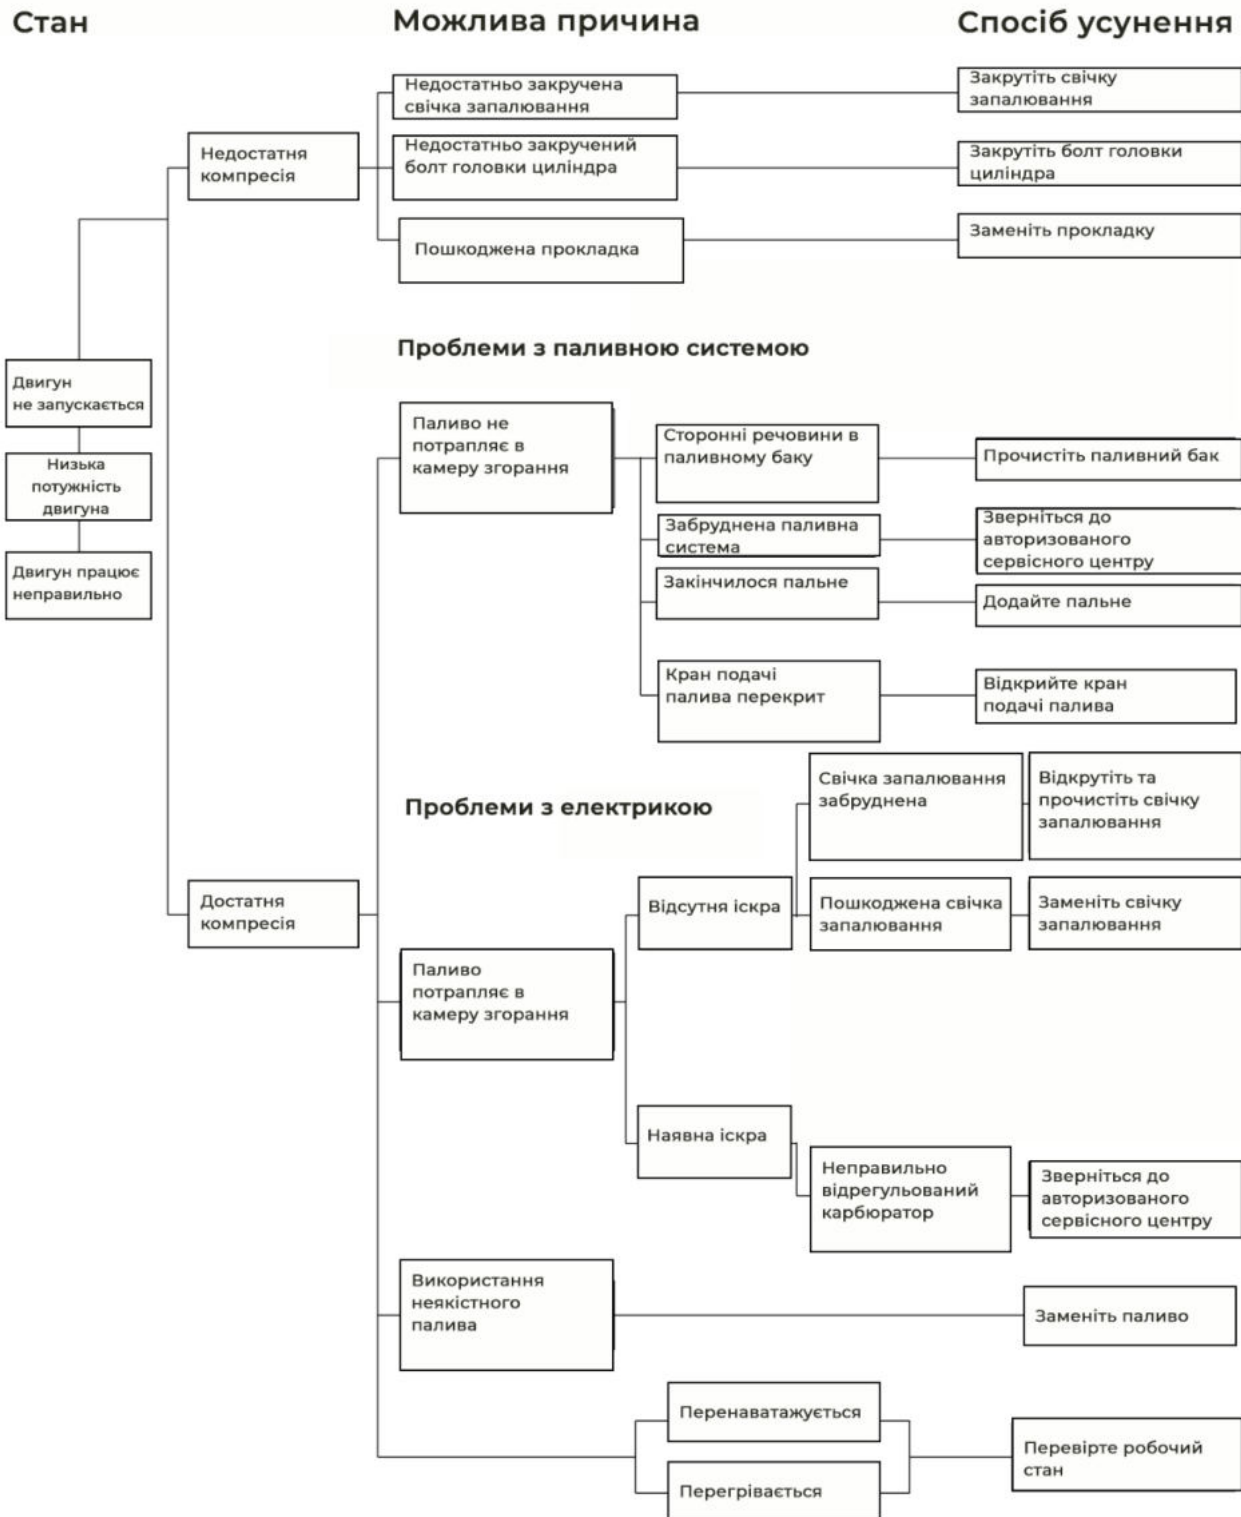 Стан
Можлива причина
Спосіб усунення
Недостатньо закручена
свічка запалювання
Закрутіть свічку
запалювання
Недостатня
компресія
Недостатньо закручений
болт головки циліндра
Закрутіть болт головки
циліндра
Пошкоджена прокладка
Заменіть прокладку
Проблеми з паливною системою
Двигун
не запускається
Низька
потужність
двигуна
Двигун працює
неправильно
Паливо не
потрапляє в
камеру згорання
Сторонні речовини в
паливному баку
Прочистіть паливний бак
Забруднена паливна
система
Зверніться до
авторизованого
сервісного центру
Закінчилося пальне
Додайте пальне
Кран подачі
палива перекрит
Відкрийте кран
подачі палива
Проблеми з електрикою
Свічка запалювання
забруднена
Відкрутіть та
прочистіть свічку
запалювання
Достатня
компресія
Відсутня іскра
Пошкоджена свічка
запалювання
Заменіть свічку
запалювання
Паливо
потрапляє в
камеру згорання
Наявна іскра
Неправильно
відрегульований
карбюратор
Зверніться до
авторизованого
сервісного центру
Використання
неякістного
палива
Заменіть паливо
Перенаватажується
Перегрівається
Перевірте робочий
стан